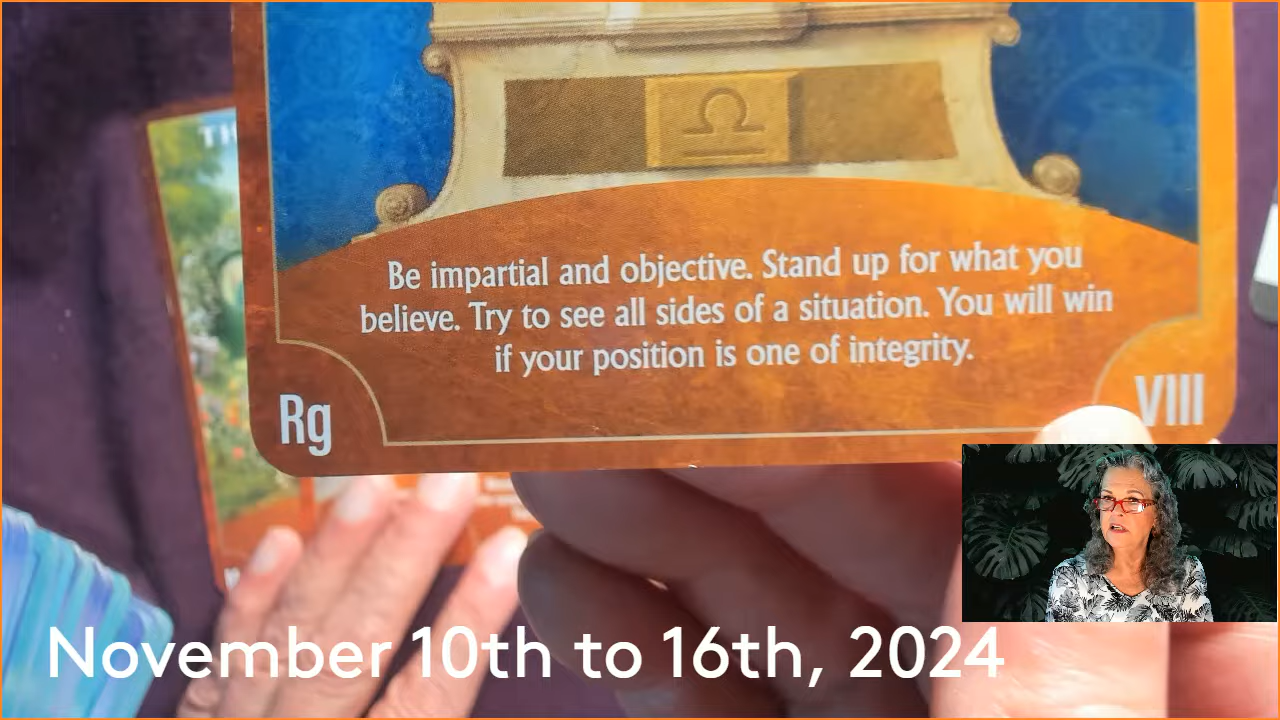 Be impartial and objective. Stand up for what you
believe. Try to see all sides of a situation. You will win
if your position is one of integrity.
Rg
VIII
November 10th to 16th, 2024